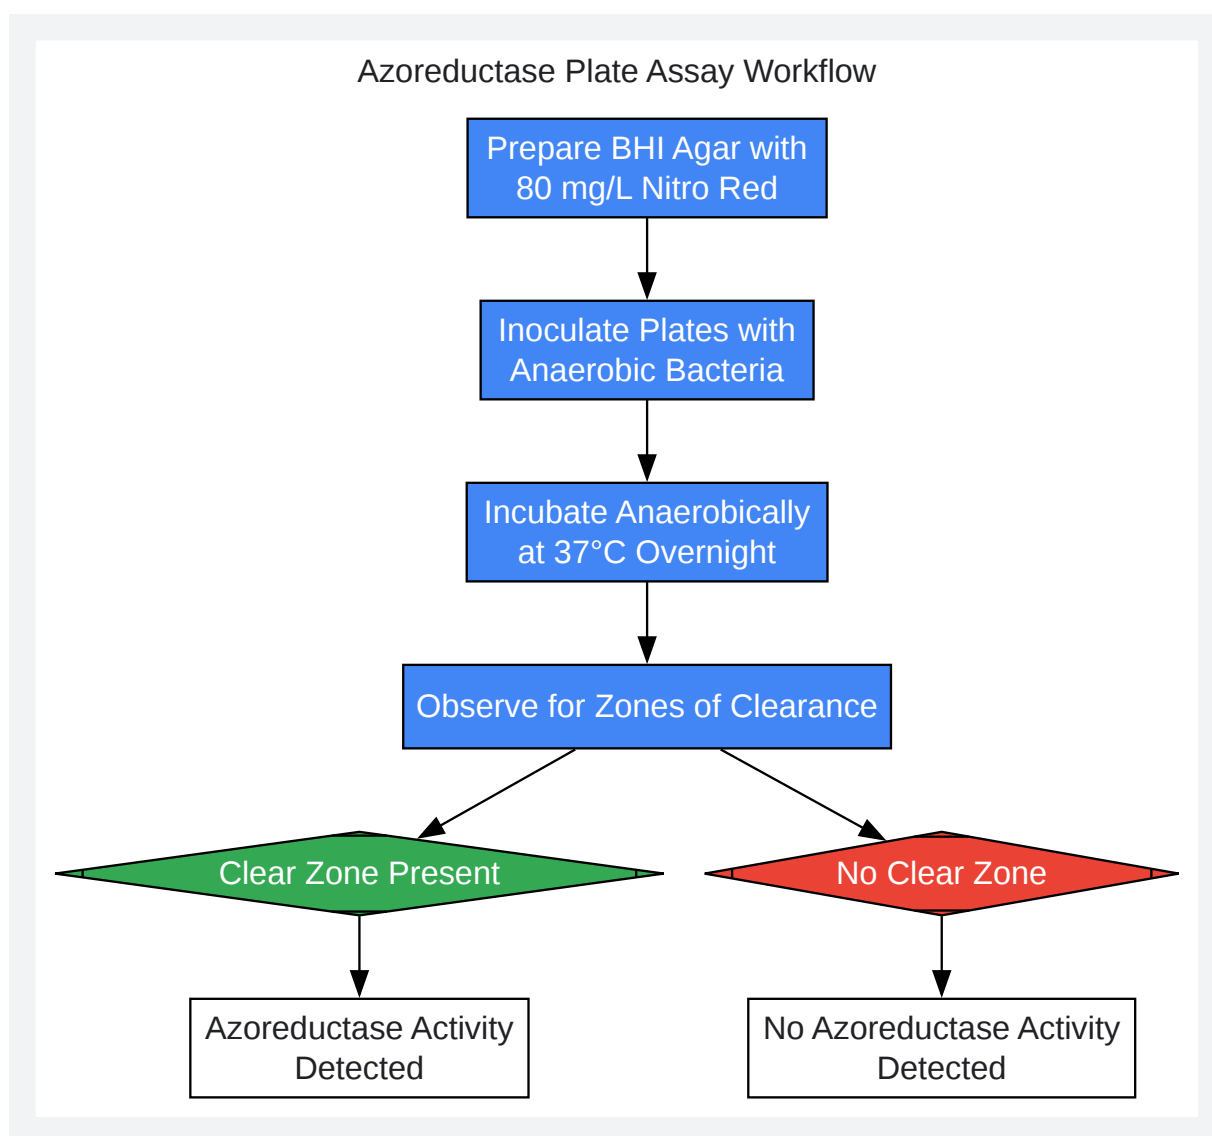 Azoreductase Plate Assay Workflow
Prepare BHI Agar with
80 mg/L Nitro Red
Inoculate Plates with
Anaerobic Bacteria
Incubate Anaerobically
at 37°C Overnight
Observe for Zones of Clearance
Clear Zone Present
No Clear Zone
Azoreductase Activity
Detected
No Azoreductase Activity
Detected